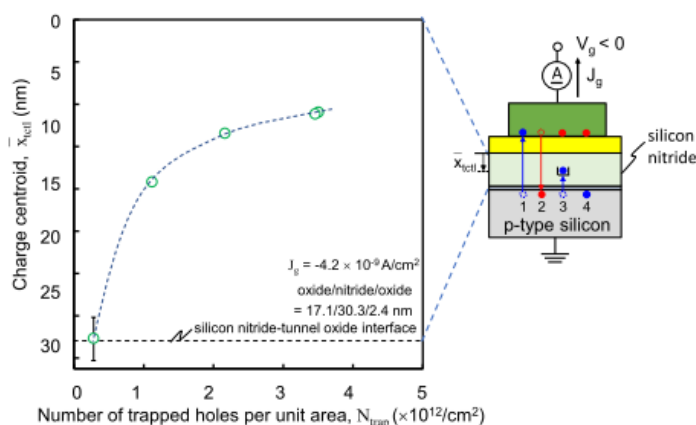 0
5
10
15
20
25
30
Charge centroid, x̄tctl (nm)
Jg = -4.2 × 10-9 A/cm2
oxide/nitride/oxide
= 17.1/30.3/2.4 nm
silicon nitride-tunnel oxide interface
0 1 2 3 4 5
Number of trapped holes per unit area, Ntrap (×1012/cm2)
Vg < 0
A
Jg
x̄tctl
silicon
nitride
1 2 3 4
p-type silicon